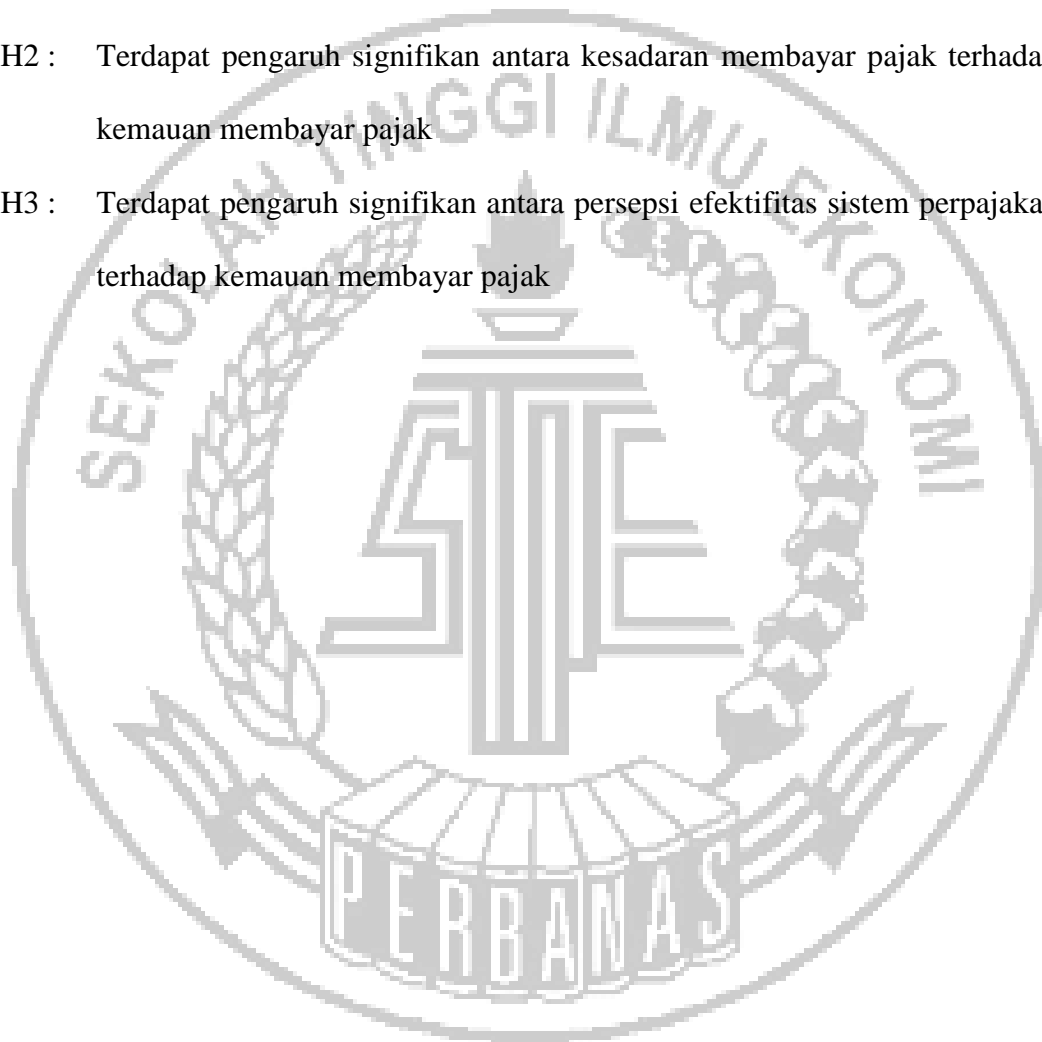 H2 : Terdapat pengaruh signifikan antara kesadaran membayar pajak terhada
kemauan membayar pajak
H3 : Terdapat pengaruh signifikan antara persepsi efektifitas sistem perpajaka
terhadap kemauan membayar pajak
SEKOLAH TINGGI ILMU EKONOMI
STIE
PERBANAS